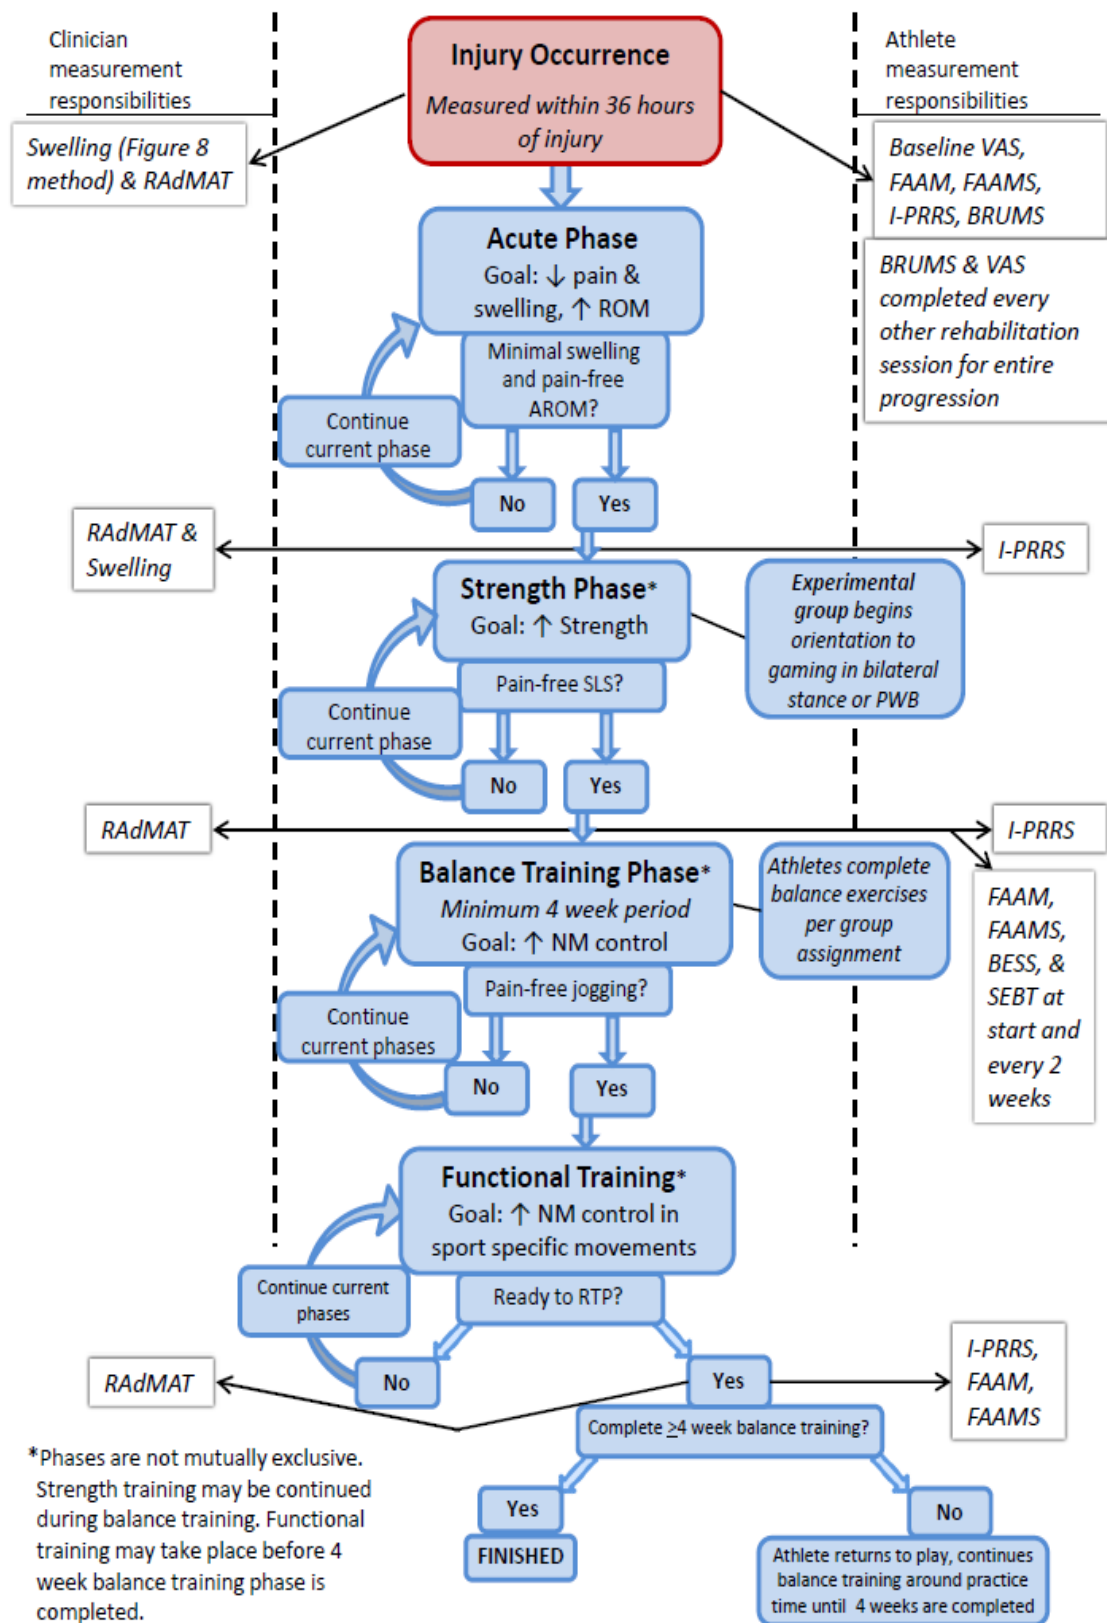 Clinician
measurement
responsibilities
Injury Occurrence
Measured within 36 hours
of injury
Athlete
measurement
responsibilities
Swelling (Figure 8
method) & RAdMAT
Baseline VAS,
FAAM, FAAMS,
I-PRRS, BRUMS
BRUMS & VAS
completed every
other rehabilitation
session for entire
progression
Acute Phase
Goal: ↓ pain &
swelling, ↑ ROM
Minimal swelling
and pain-free
AROM?
Continue
current phase
No
Yes
RAdMAT &
Swelling
I-PRRS
Strength Phase*
Goal: ↑ Strength
Experimental
group begins
orientation to
gaming in bilateral
stance or PWB
Pain-free SLS?
Continue
current phase
No
Yes
RAdMAT
I-PRRS
Balance Training Phase*
Minimum 4 week period
Goal: ↑ NM control
Athletes complete
balance exercises
per group
assignment
FAAM,
FAAMS,
BESS, &
SEBT at
start and
every 2
weeks
Pain-free jogging?
Continue
current phases
No
Yes
Functional Training*
Goal: ↑ NM control in
sport specific movements
Continue current
phases
Ready to RTP?
No
Yes
RAdMAT
I-PRRS,
FAAM,
FAAMS
Complete ≥4 week balance training?
Yes
FINISHED
No
Athlete returns to play, continues
balance training around practice
time until 4 weeks are completed
*Phases are not mutually exclusive.
Strength training may be continued
during balance training. Functional
training may take place before 4
week balance training phase is
completed.